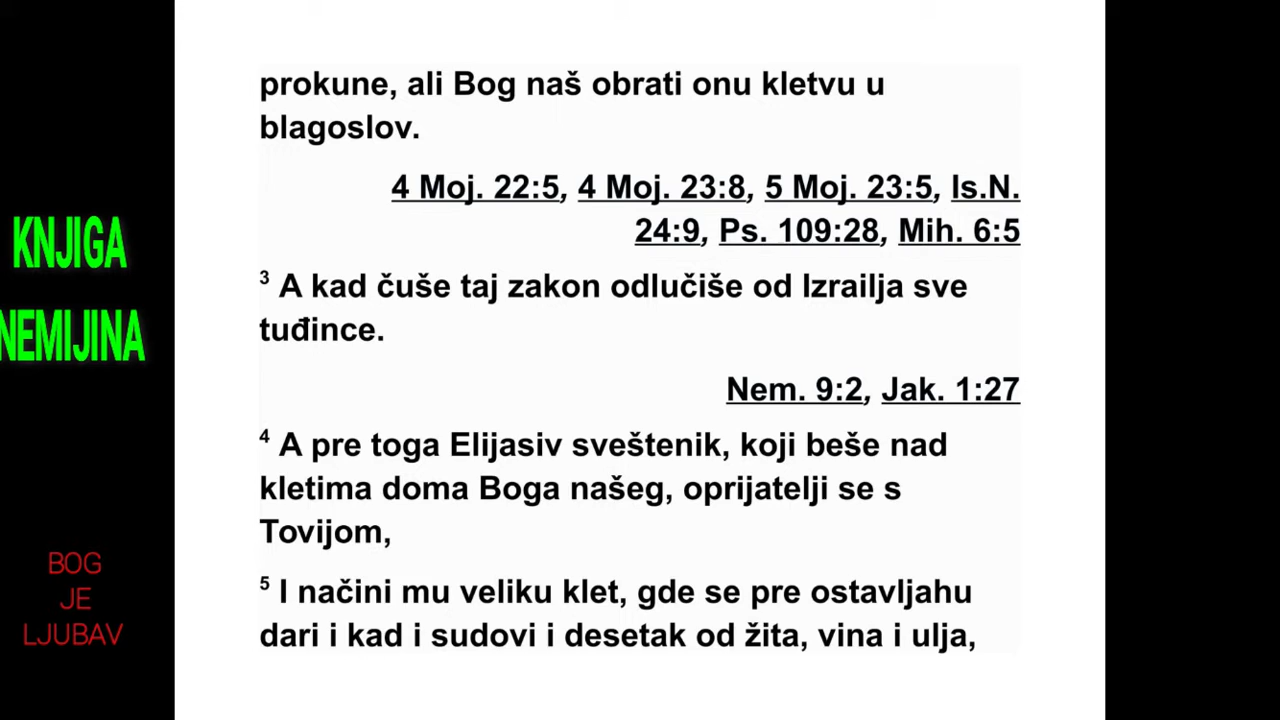 KNJIGA
NEMIJINA
BOG
JE
LJUBAV
prokune, ali Bog naš obrati onu kletvu u
blagoslov.
4 Moj. 22:5, 4 Moj. 23:8, 5 Moj. 23:5, Is.N.
24:9, Ps. 109:28, Mih. 6:5
3 A kad čuše taj zakon odlučiše od Izrailja sve
tuđince.
Nem. 9:2, Jak. 1:27
4 A pre toga Elijasiv sveštenik, koji beše nad
kletima doma Boga našeg, oprijatelji se s
Tovijom,
5 I načini mu veliku klet, gde se pre ostavljahu
dari i kad i sudovi i desetak od žita, vina i ulja,